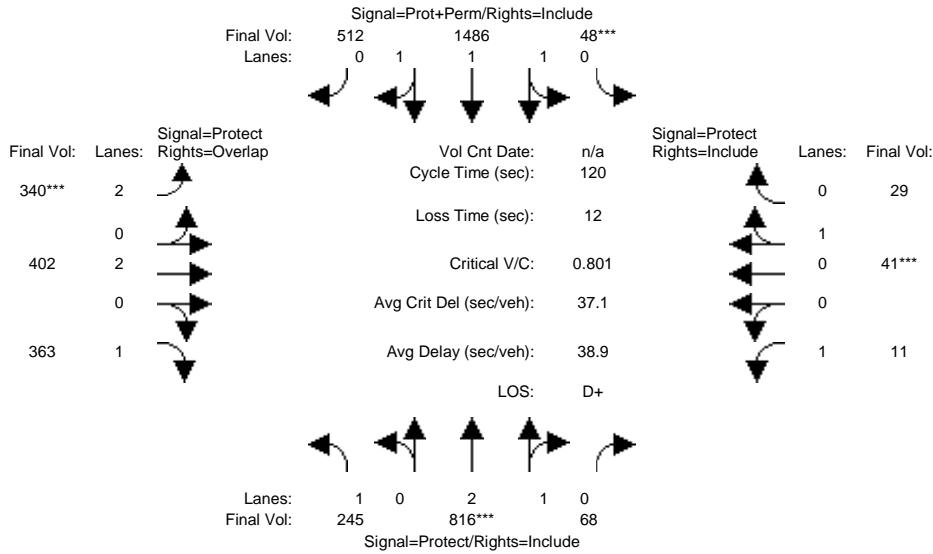 Signal=Prot+Perm/Rights=Include
Final Vol: 512 1486 48***
Lanes: 0 1 1 1 0
Signal=Protect
Final Vol: Lanes: Rights=Overlap
Vol Cnt Date: n/a
Signal=Protect
Rights=Include Lanes: Final Vol:
Cycle Time (sec): 120
340*** 2
0 29
Loss Time (sec): 12
0
1
402 2
Critical V/C: 0.801
0 41***
0
Avg Crit Del (sec/veh): 37.1
0
363 1
Avg Delay (sec/veh): 38.9
1 11
LOS: D+
Lanes: 1 0 2 1 0
Final Vol: 245 816*** 68
Signal=Protect/Rights=Include